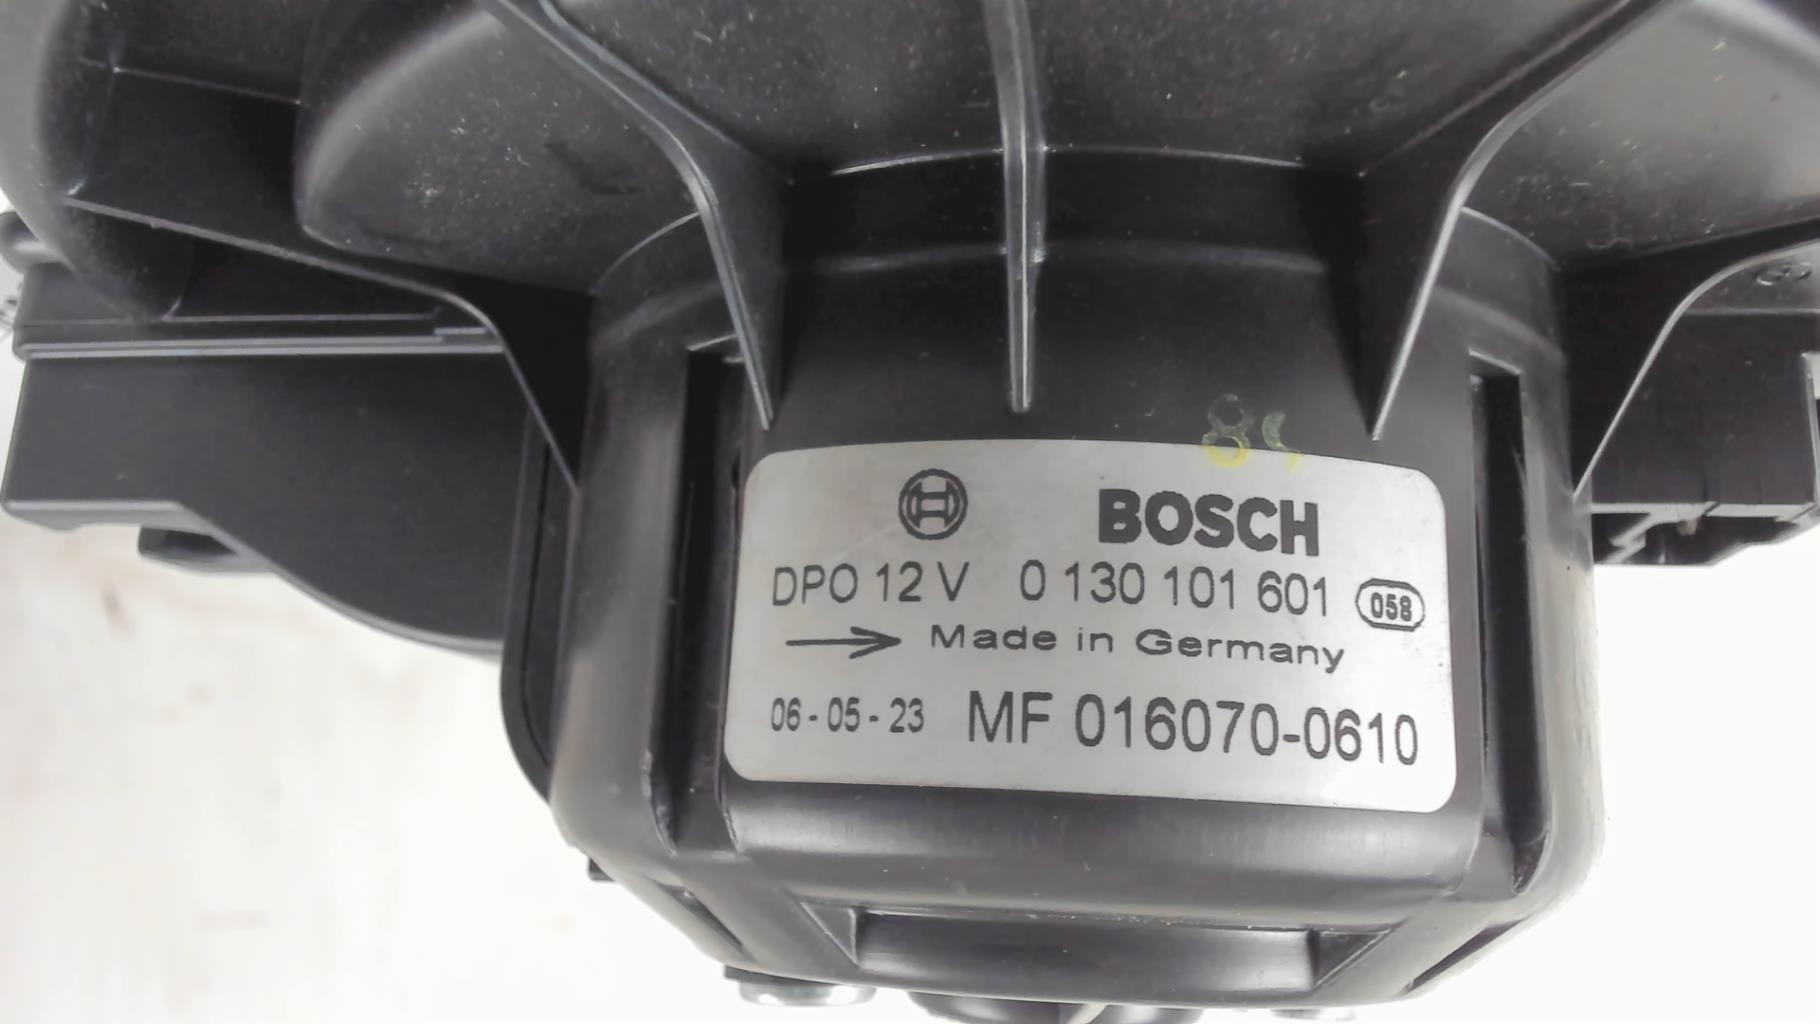 BOSCH
DPO 12 V 0 130 101 601 058
Made in Germany
06-05-23 MF 016070-0610